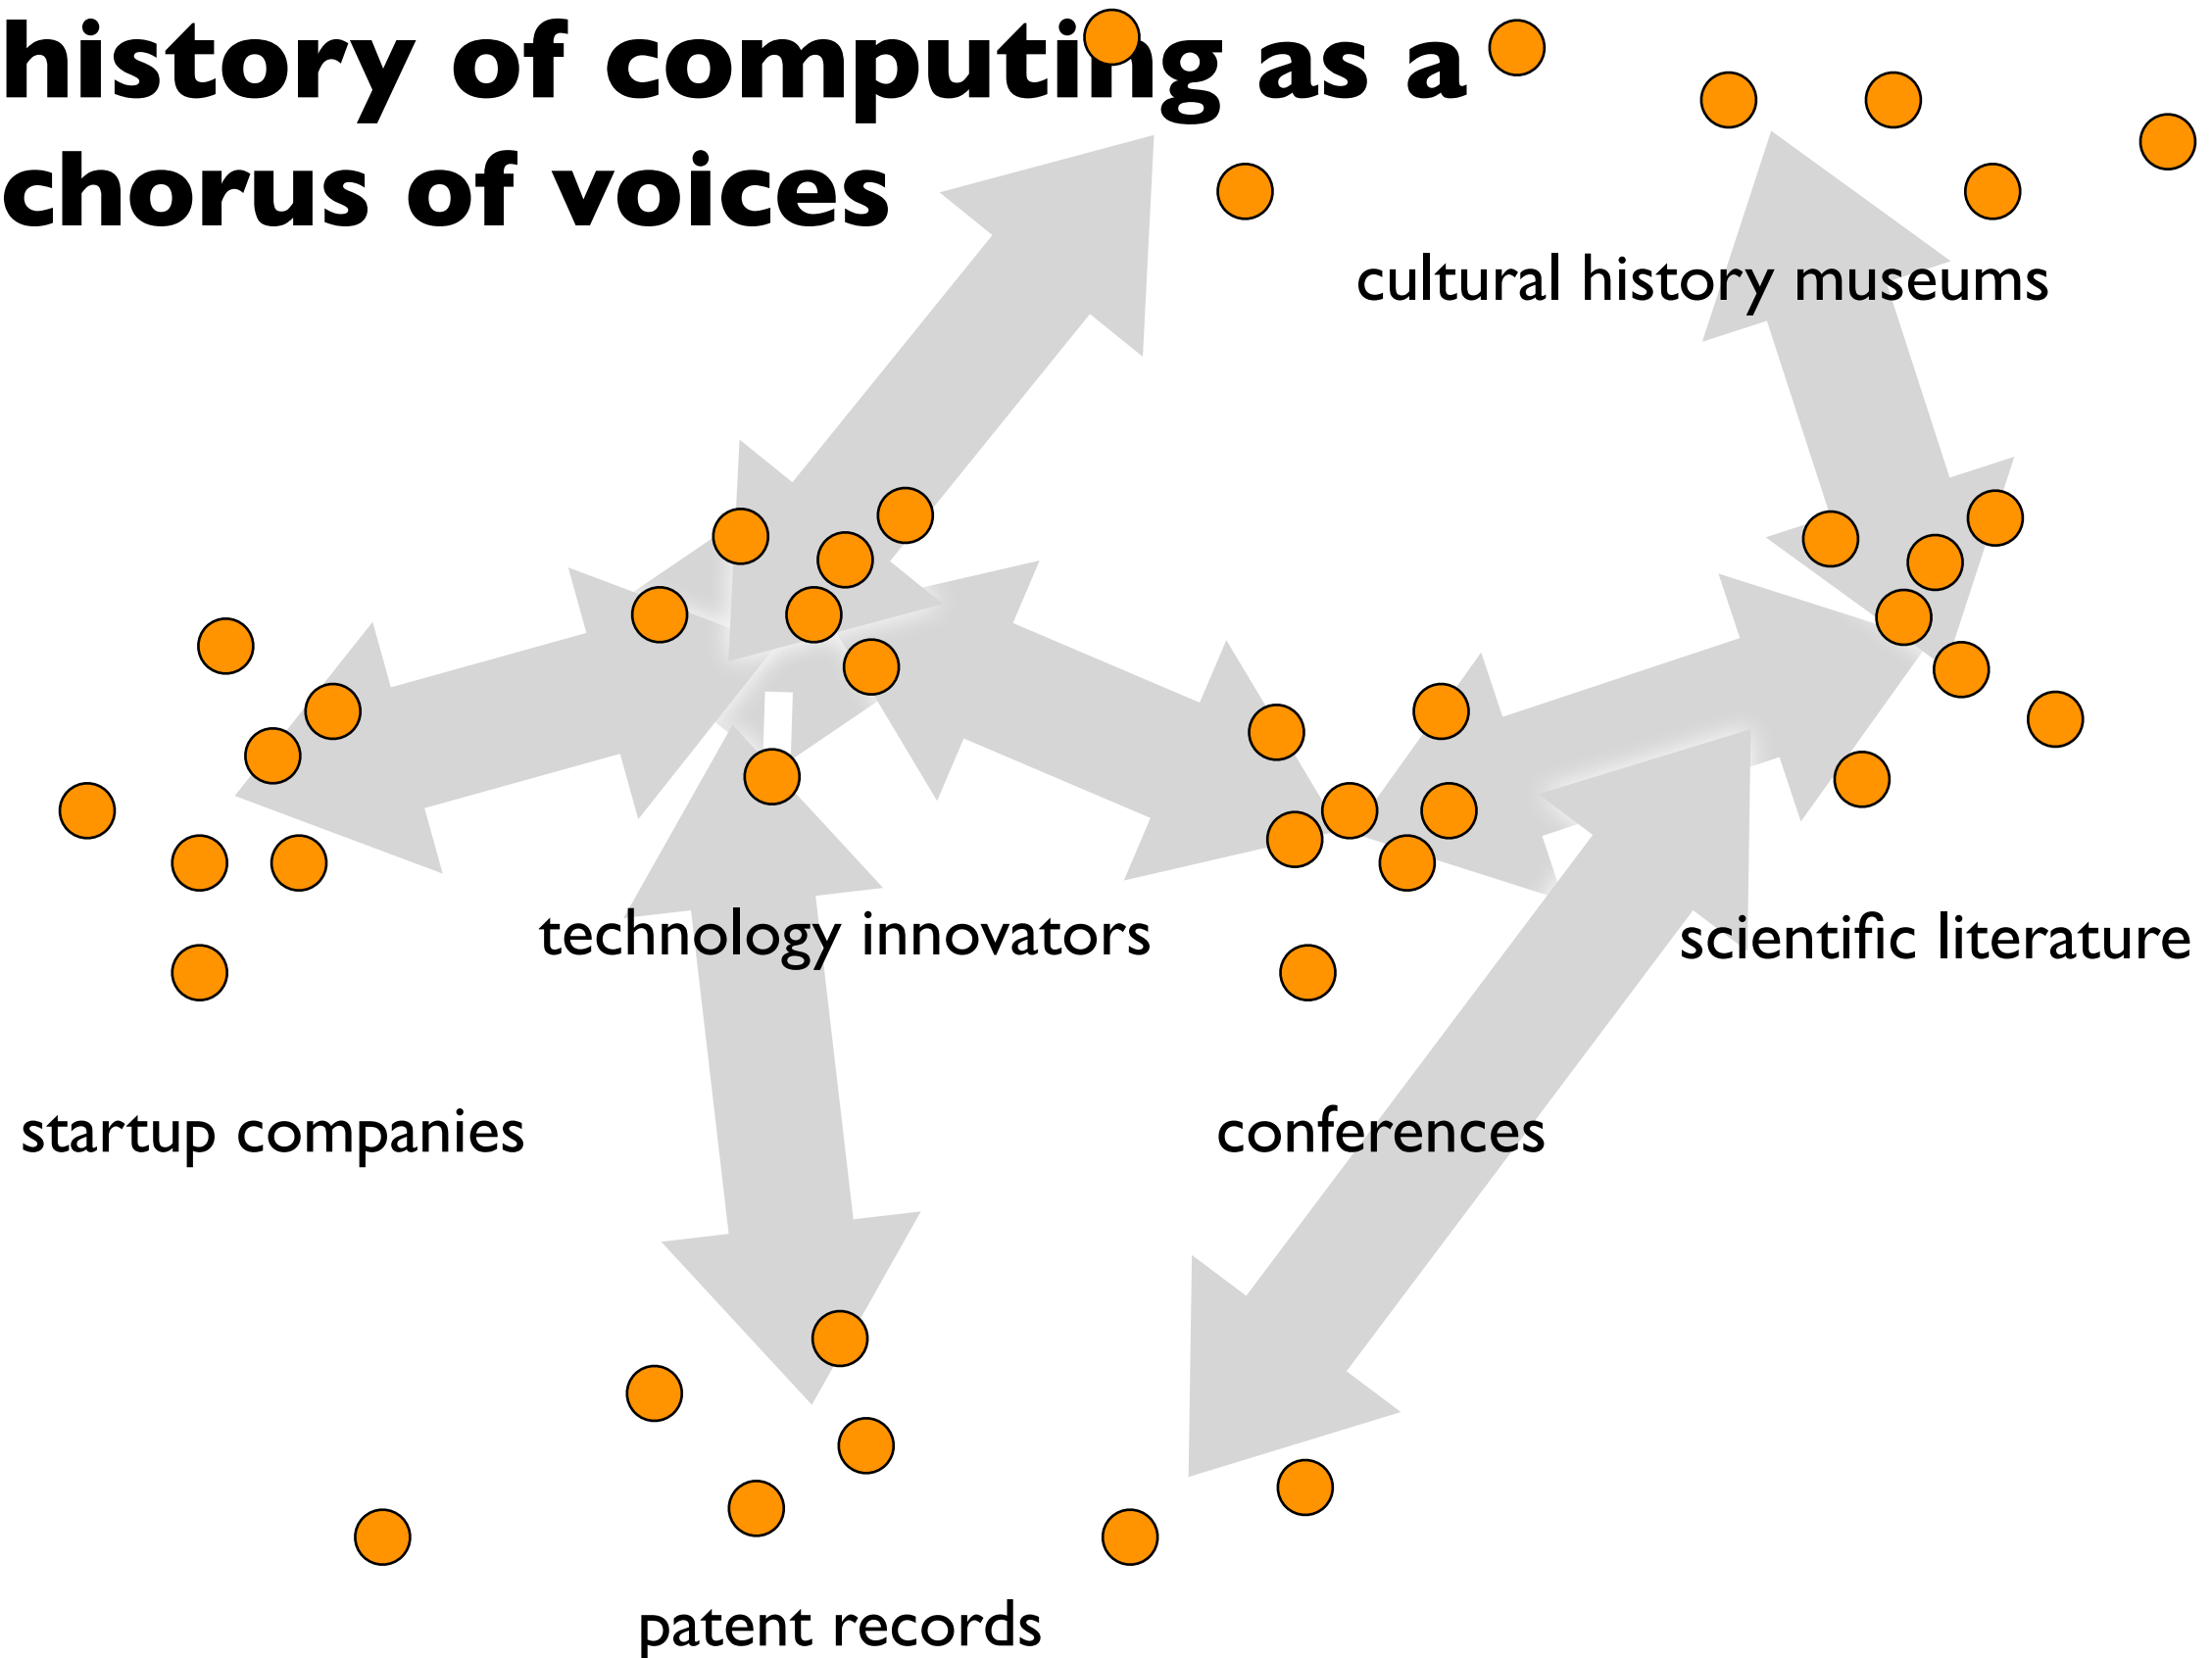 history of computing as a
chorus of voices
cultural history museums
technology innovators
scientific literature
startup companies
conferences
patent records